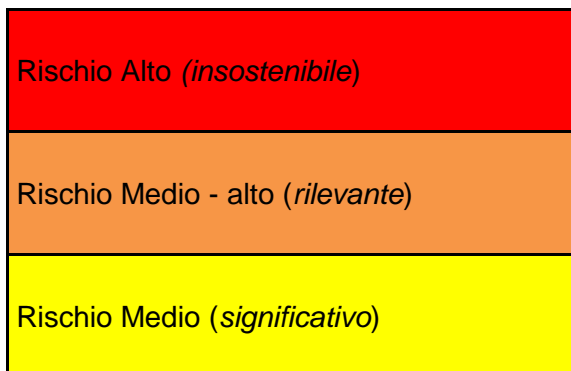 Rischio Alto (insostenibile)
Rischio Medio - alto (rilevante)
Rischio Medio (significativo)